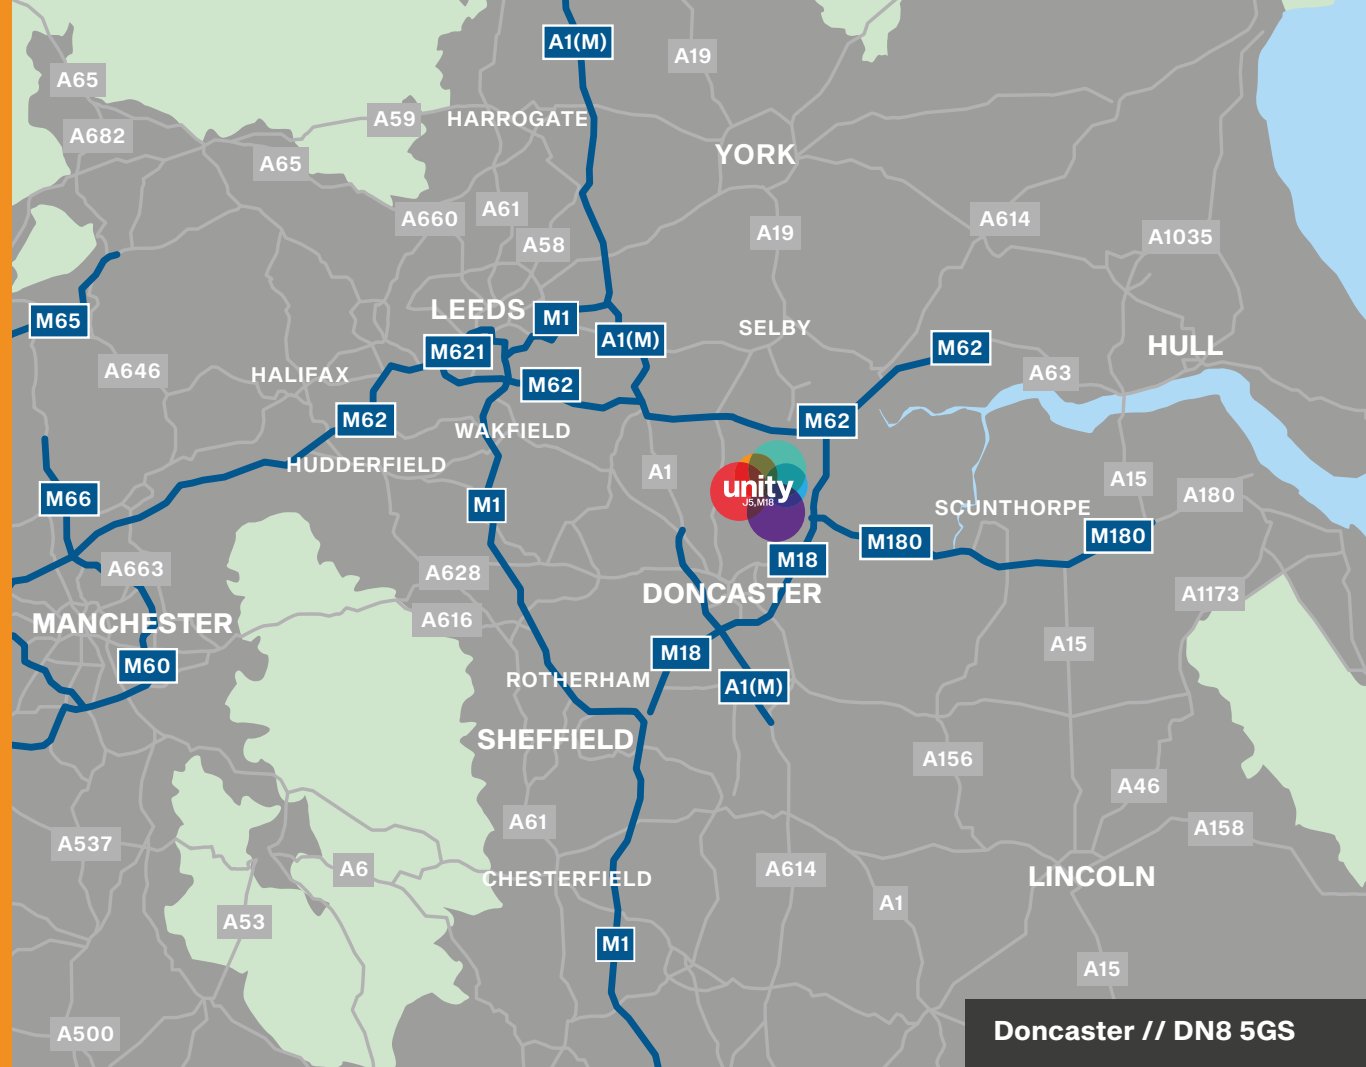 A1(M)
A19
A65
A59
HARROGATE
A682
YORK
A65
A61
A660
A614
A19
A1035
A58
LEEDS
M1
M65
SELBY
A1(M)
HULL
M621
M62
A646
HALIFAX
A63
M62
M62
M62
WAKFIELD
HUDDERFIELD
A1
A15
unity
J5, M18
A180
M66
M1
SCUNTHORPE
M180
M180
M18
A663
A628
DONCASTER
A1173
MANCHESTER
A616
A15
M18
M60
ROTHERHAM
A1(M)
SHEFFIELD
A156
A46
A61
A158
A537
A6
A614
CHESTERFIELD
LINCOLN
A1
A53
M1
A15
A500
Doncaster // DN8 5GS